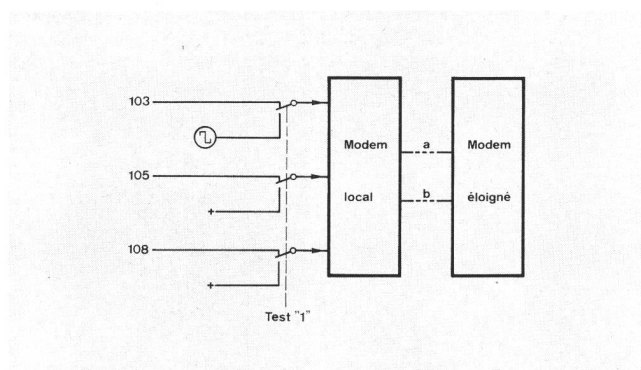 103
105
+
108
+
Test "1"
Modem
local
a
b
Modem
éloigné